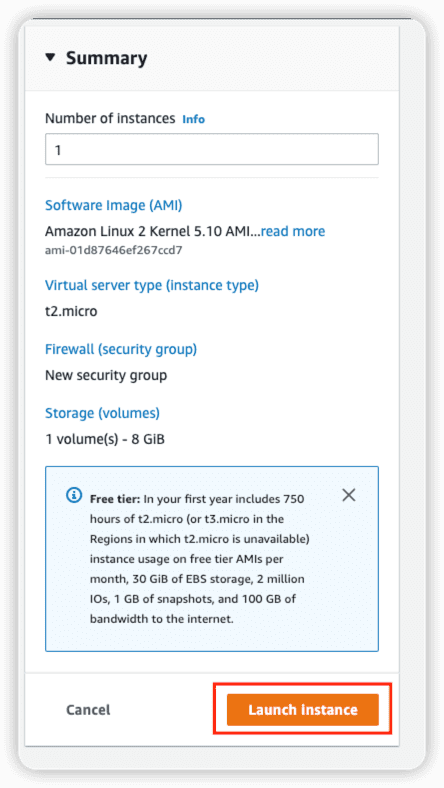 Summary
Number of instances Info
1
Software Image (AMI)
Amazon Linux 2 Kernel 5.10 AMI...read more
ami-01d87646ef267ccd7
Virtual server type (instance type)
t2.micro
Firewall (security group)
New security group
Storage (volumes)
1 volume(s) - 8 GiB
Free tier: In your first year includes 750
hours of t2.micro (or t3.micro in the
Regions in which t2.micro is unavailable)
instance usage on free tier AMIs per
month, 30 GiB of EBS storage, 2 million
IOs, 1 GB of snapshots, and 100 GB of
bandwidth to the internet.
Cancel
Launch instance